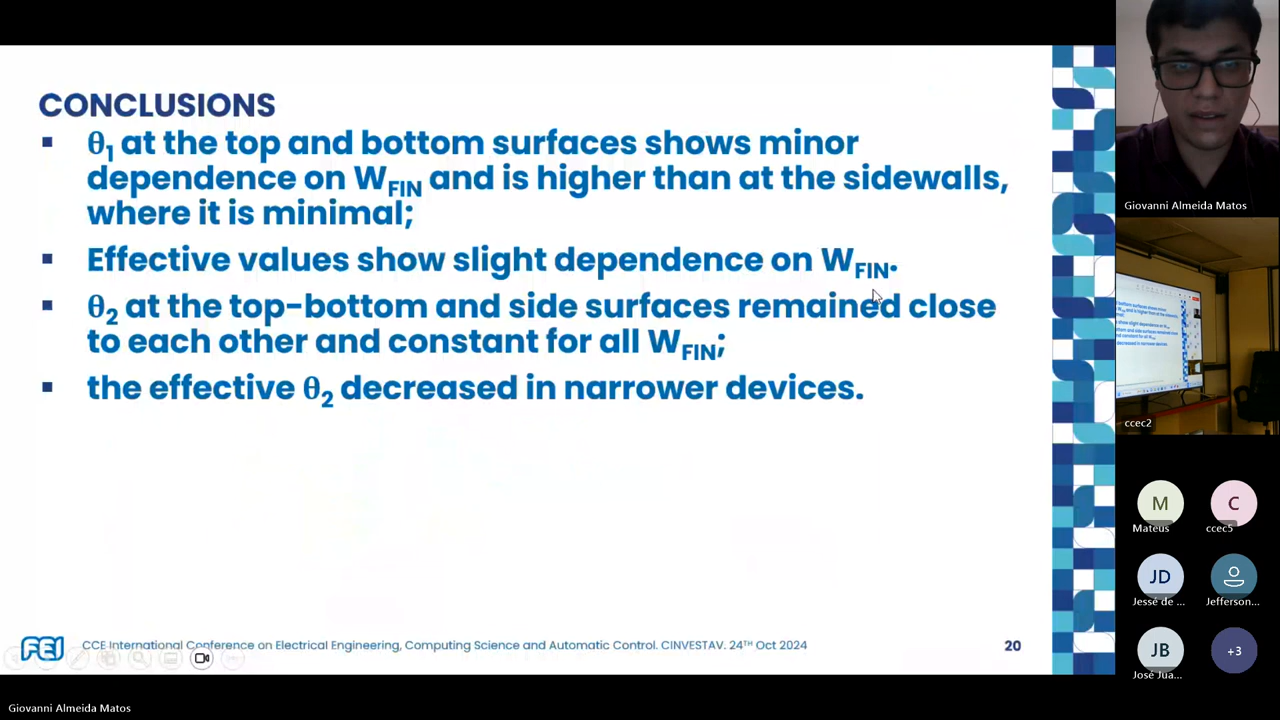 CONCLUSIONS
▪ θ₁ at the top and bottom surfaces shows minor
dependence on W_FIN and is higher than at the sidewalls,
where it is minimal;
▪ Effective values show slight dependence on W_FIN.
▪ θ₂ at the top-bottom and side surfaces remained close
to each other and constant for all W_FIN;
▪ the effective θ₂ decreased in narrower devices.
FEI
CCE International Conference on Electrical Engineering, Computing Science and Automatic Control. CINVESTAV. 24TH Oct 2024
20
Giovanni Almeida Matos
ccec2
M
Mateus
C
ccec5
JD
Jessé de ...
Jefferson...
JB
José Jua...
+3
Giovanni Almeida Matos